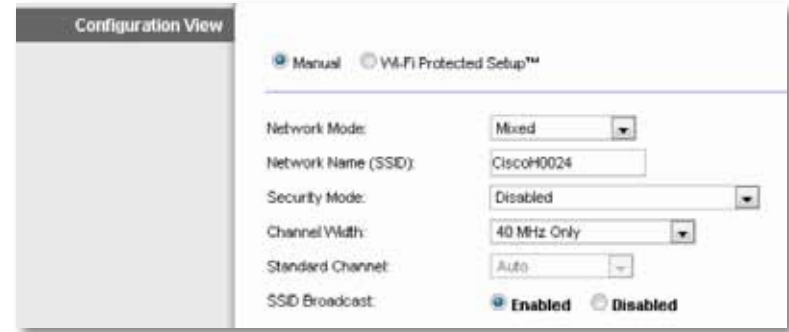 Configuration View
Manual Wi-Fi Protected Setup™
Network Mode: Mixed
Network Name (SSID): CiscoH0024
Security Mode: Disabled
Channel Width: 40 MHz Only
Standard Channel: Auto
SSID Broadcast: Enabled Disabled